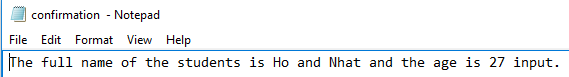 confirmation - Notepad
File Edit Format View Help
The full name of the students is Ho and Nhat and the age is 27 input.